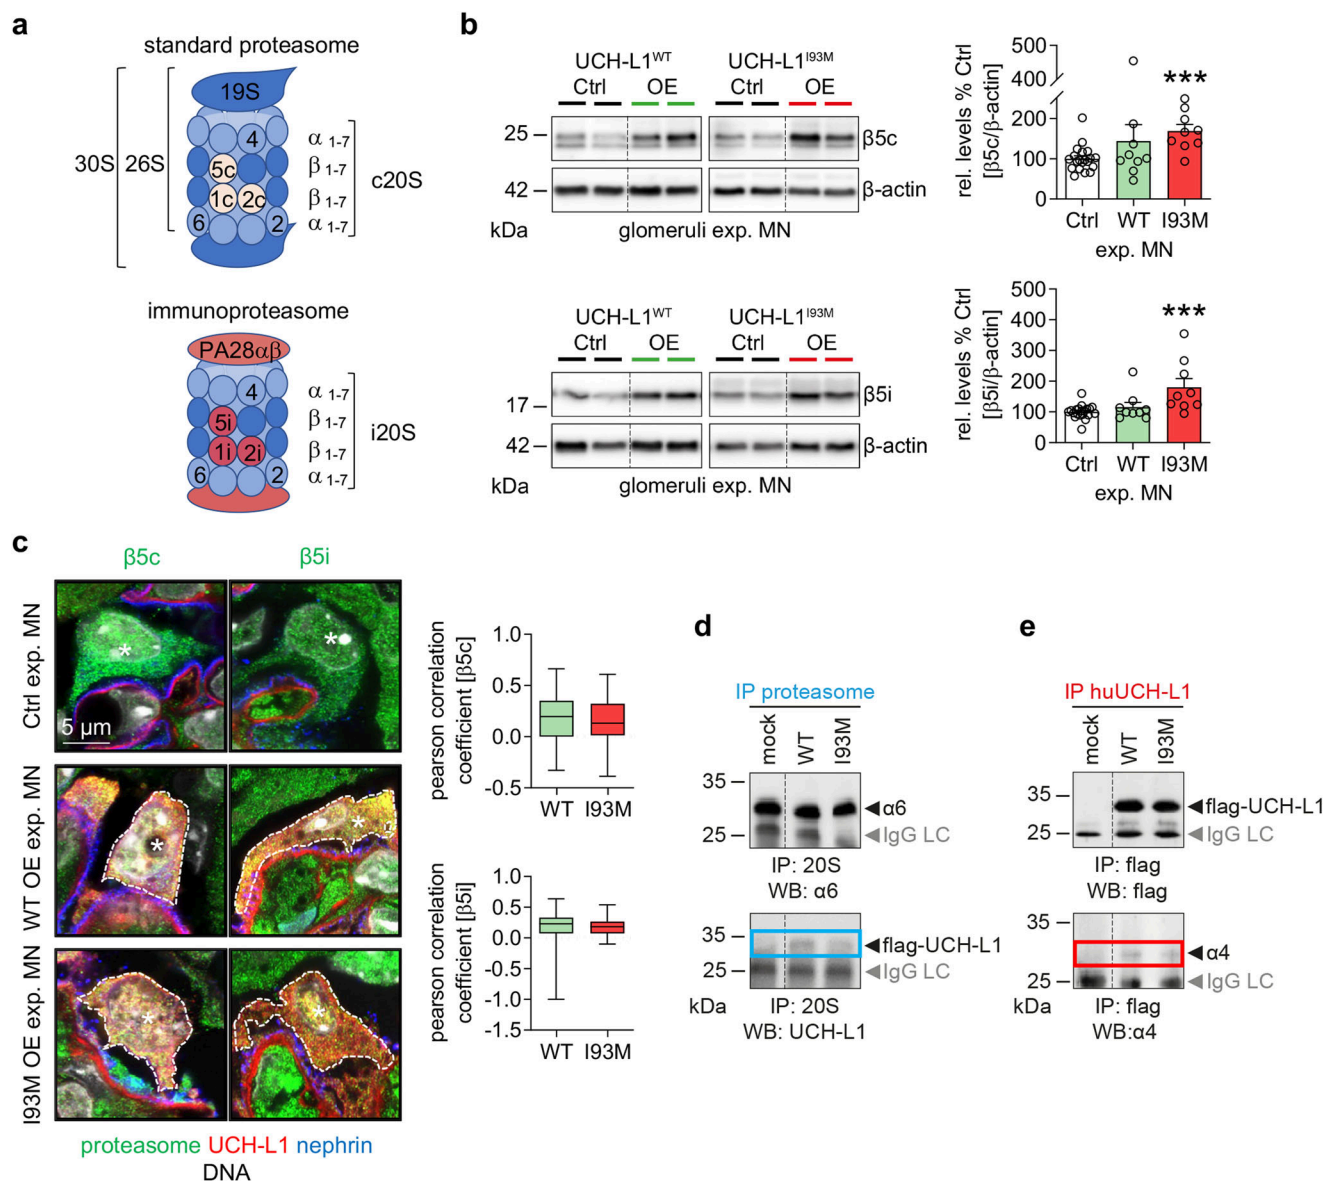 a
standard proteasome
30S
26S
19S
4
5c
1c
2c
6
2
α 1-7
β 1-7
β 1-7
α 1-7
c20S
immunoproteasome
PA28αβ
4
5i
1i
2i
6
2
α 1-7
β 1-7
β 1-7
α 1-7
i20S
b
UCH-L1WT
UCH-L1I93M
Ctrl
OE
Ctrl
OE
25
β5c
42
β-actin
kDa
glomeruli exp. MN
rel. levels % Ctrl
[β5c/β-actin]
500
400
200
100
0
***
Ctrl
WT
I93M
exp. MN
UCH-L1WT
UCH-L1I93M
Ctrl
OE
Ctrl
OE
17
β5i
42
β-actin
kDa
glomeruli exp. MN
rel. levels % Ctrl
[β5i/β-actin]
500
400
300
200
100
0
***
Ctrl
WT
I93M
exp. MN
c
β5c
β5i
Ctrl exp. MN
5 µm
*
*
WT OE exp. MN
*
*
I93M OE exp. MN
*
*
proteasome UCH-L1 nephrin
DNA
pearson correlation
coefficient [β5c]
1.0
0.5
0.0
-0.5
WT
I93M
pearson correlation
coefficient [β5i]
1.0
0.5
0.0
-0.5
-1.0
-1.5
WT
I93M
d
IP proteasome
mock
WT
I93M
35
25
α6
IgG LC
IP: 20S
WB: α6
35
25
flag-UCH-L1
IgG LC
kDa
IP: 20S
WB: UCH-L1
e
IP huUCH-L1
mock
WT
I93M
35
25
flag-UCH-L1
IgG LC
IP: flag
WB: flag
35
25
α4
IgG LC
kDa
IP: flag
WB:α4